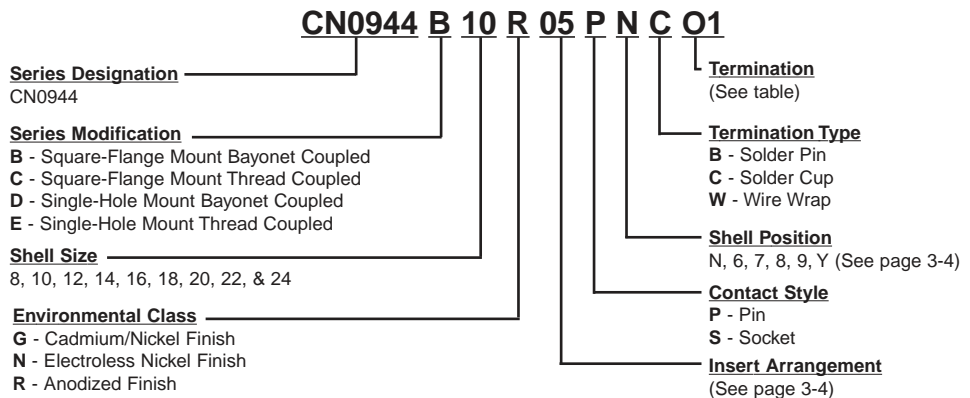 CN0944 B 10 R 05 P N C O1
Series Designation
CN0944
Series Modification
B - Square-Flange Mount Bayonet Coupled
C - Square-Flange Mount Thread Coupled
D - Single-Hole Mount Bayonet Coupled
E - Single-Hole Mount Thread Coupled
Shell Size
8, 10, 12, 14, 16, 18, 20, 22, & 24
Environmental Class
G - Cadmium/Nickel Finish
N - Electroless Nickel Finish
R - Anodized Finish
Termination
(See table)
Termination Type
B - Solder Pin
C - Solder Cup
W - Wire Wrap
Shell Position
N, 6, 7, 8, 9, Y (See page 3-4)
Contact Style
P - Pin
S - Socket
Insert Arrangement
(See page 3-4)